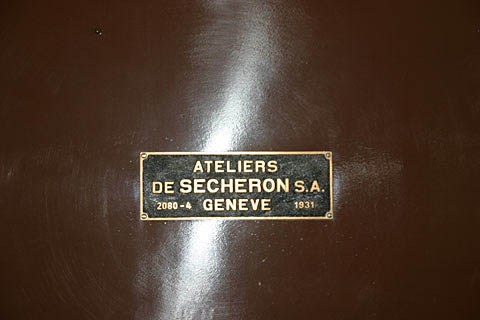 ATELIERS
DE SECHERON S.A.
2080-4 GENEVE 1931